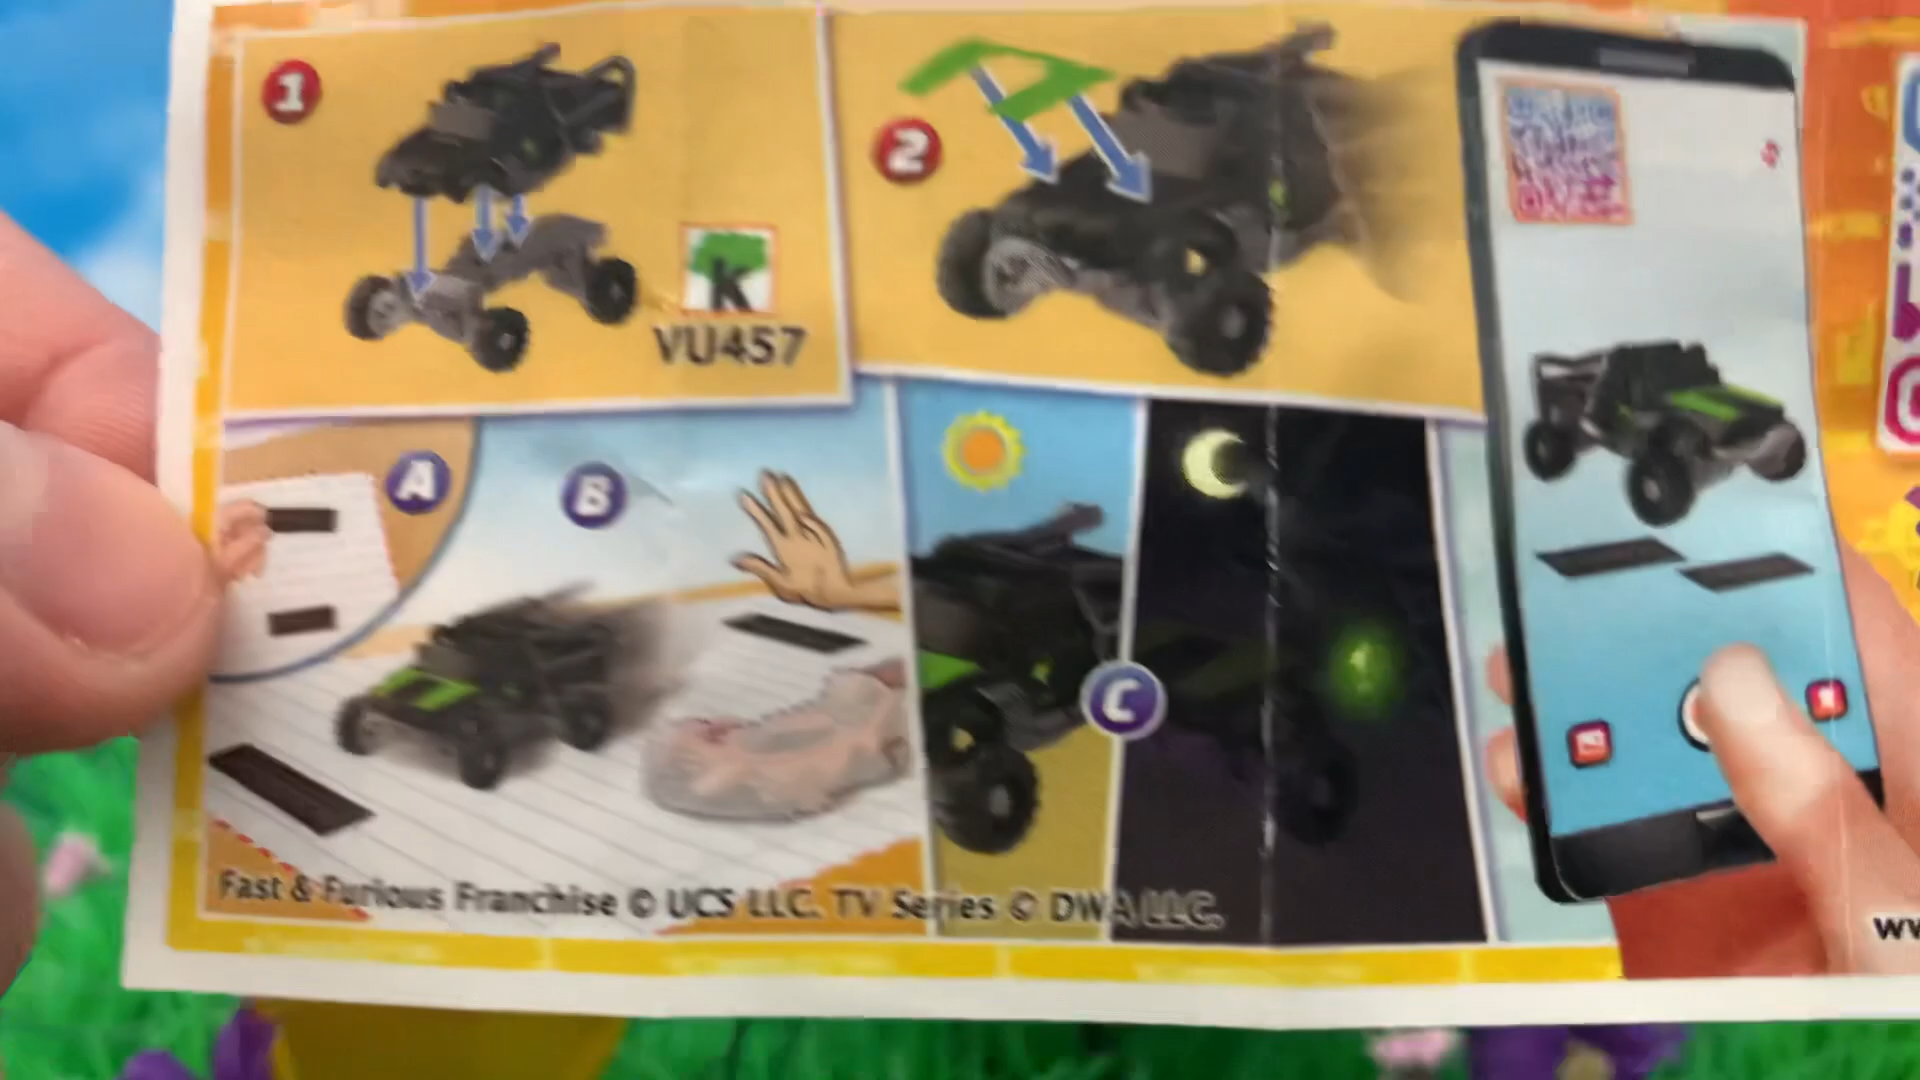 1
2
K
VU457
A
B
C
Fast & Furious Franchise © UCS LLC. TV Series © DWA LLC.